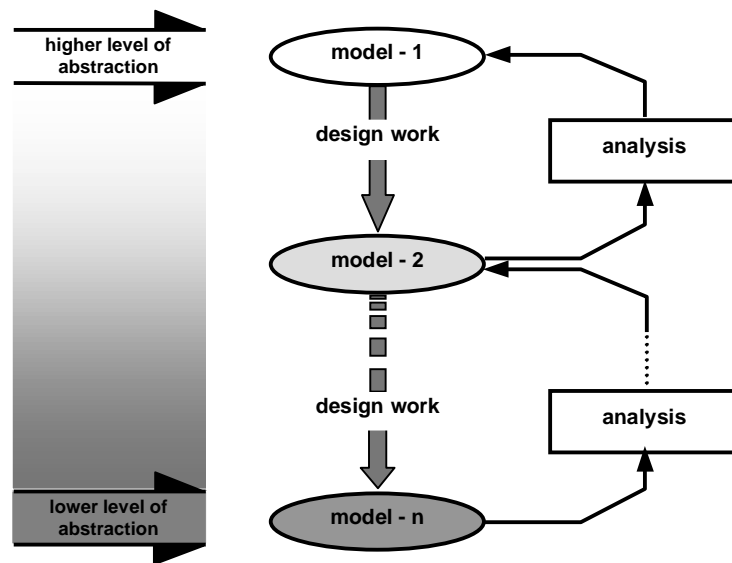 higher level of
abstraction
model - 1
design work
analysis
model - 2
design work
analysis
lower level of
abstraction
model - n